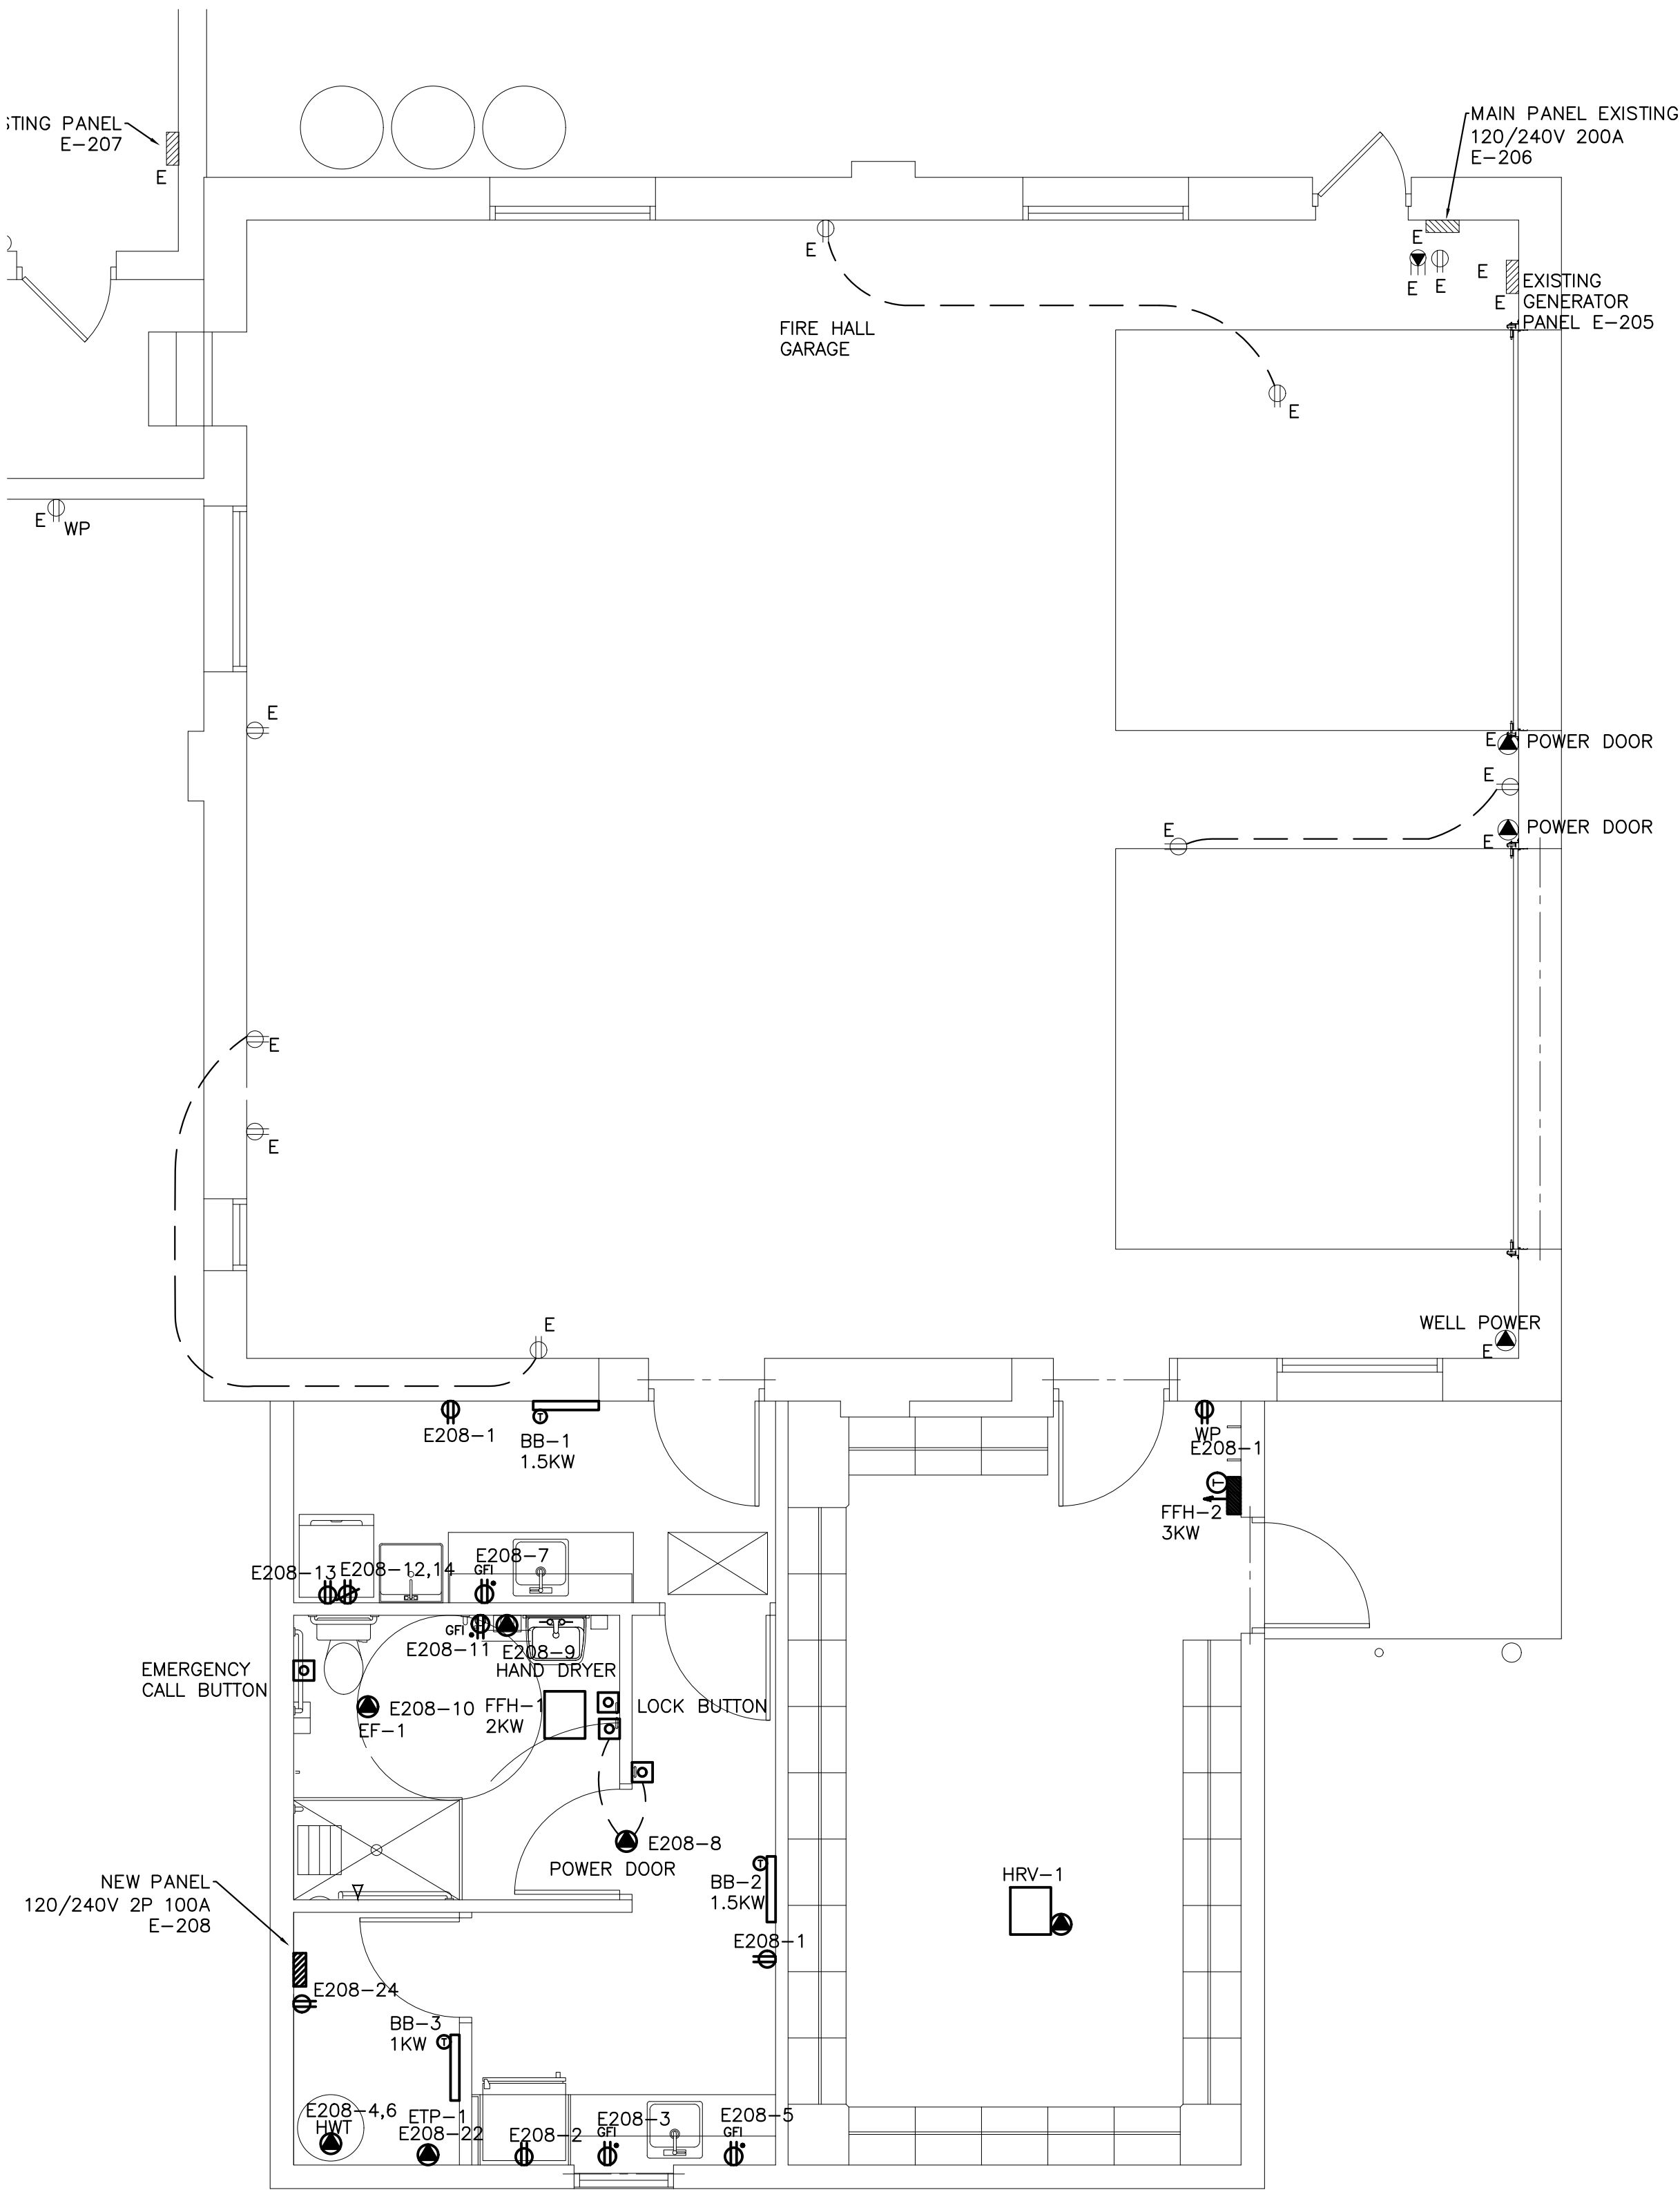 STING PANEL
E-207
E
MAIN PANEL EXISTING
120/240V 200A
E-206
E
E
E
E
E
E
EXISTING
GENERATOR
PANEL E-205
FIRE HALL
GARAGE
E
E
WP
E
E
POWER DOOR
E
E
POWER DOOR
E
E
E
E
WELL POWER
E
E208-1
BB-1
1.5KW
WP
E208-1
FFH-2
3KW
T
T
E208-7
GFI
E208-13
E208-12,14
GFI
E208-11
E208-9
HAND DRYER
EMERGENCY
CALL BUTTON
E208-10
EF-1
FFH-1
2KW
LOCK BUTTON
E208-8
POWER DOOR
NEW PANEL
120/240V 2P 100A
E-208
T
BB-2
1.5KW
HRV-1
E208-1
E208-24
BB-3
1KW
T
E208-4,6
HWT
ETP-1
E208-22
E208-2
E208-3
GFI
E208-5
GFI